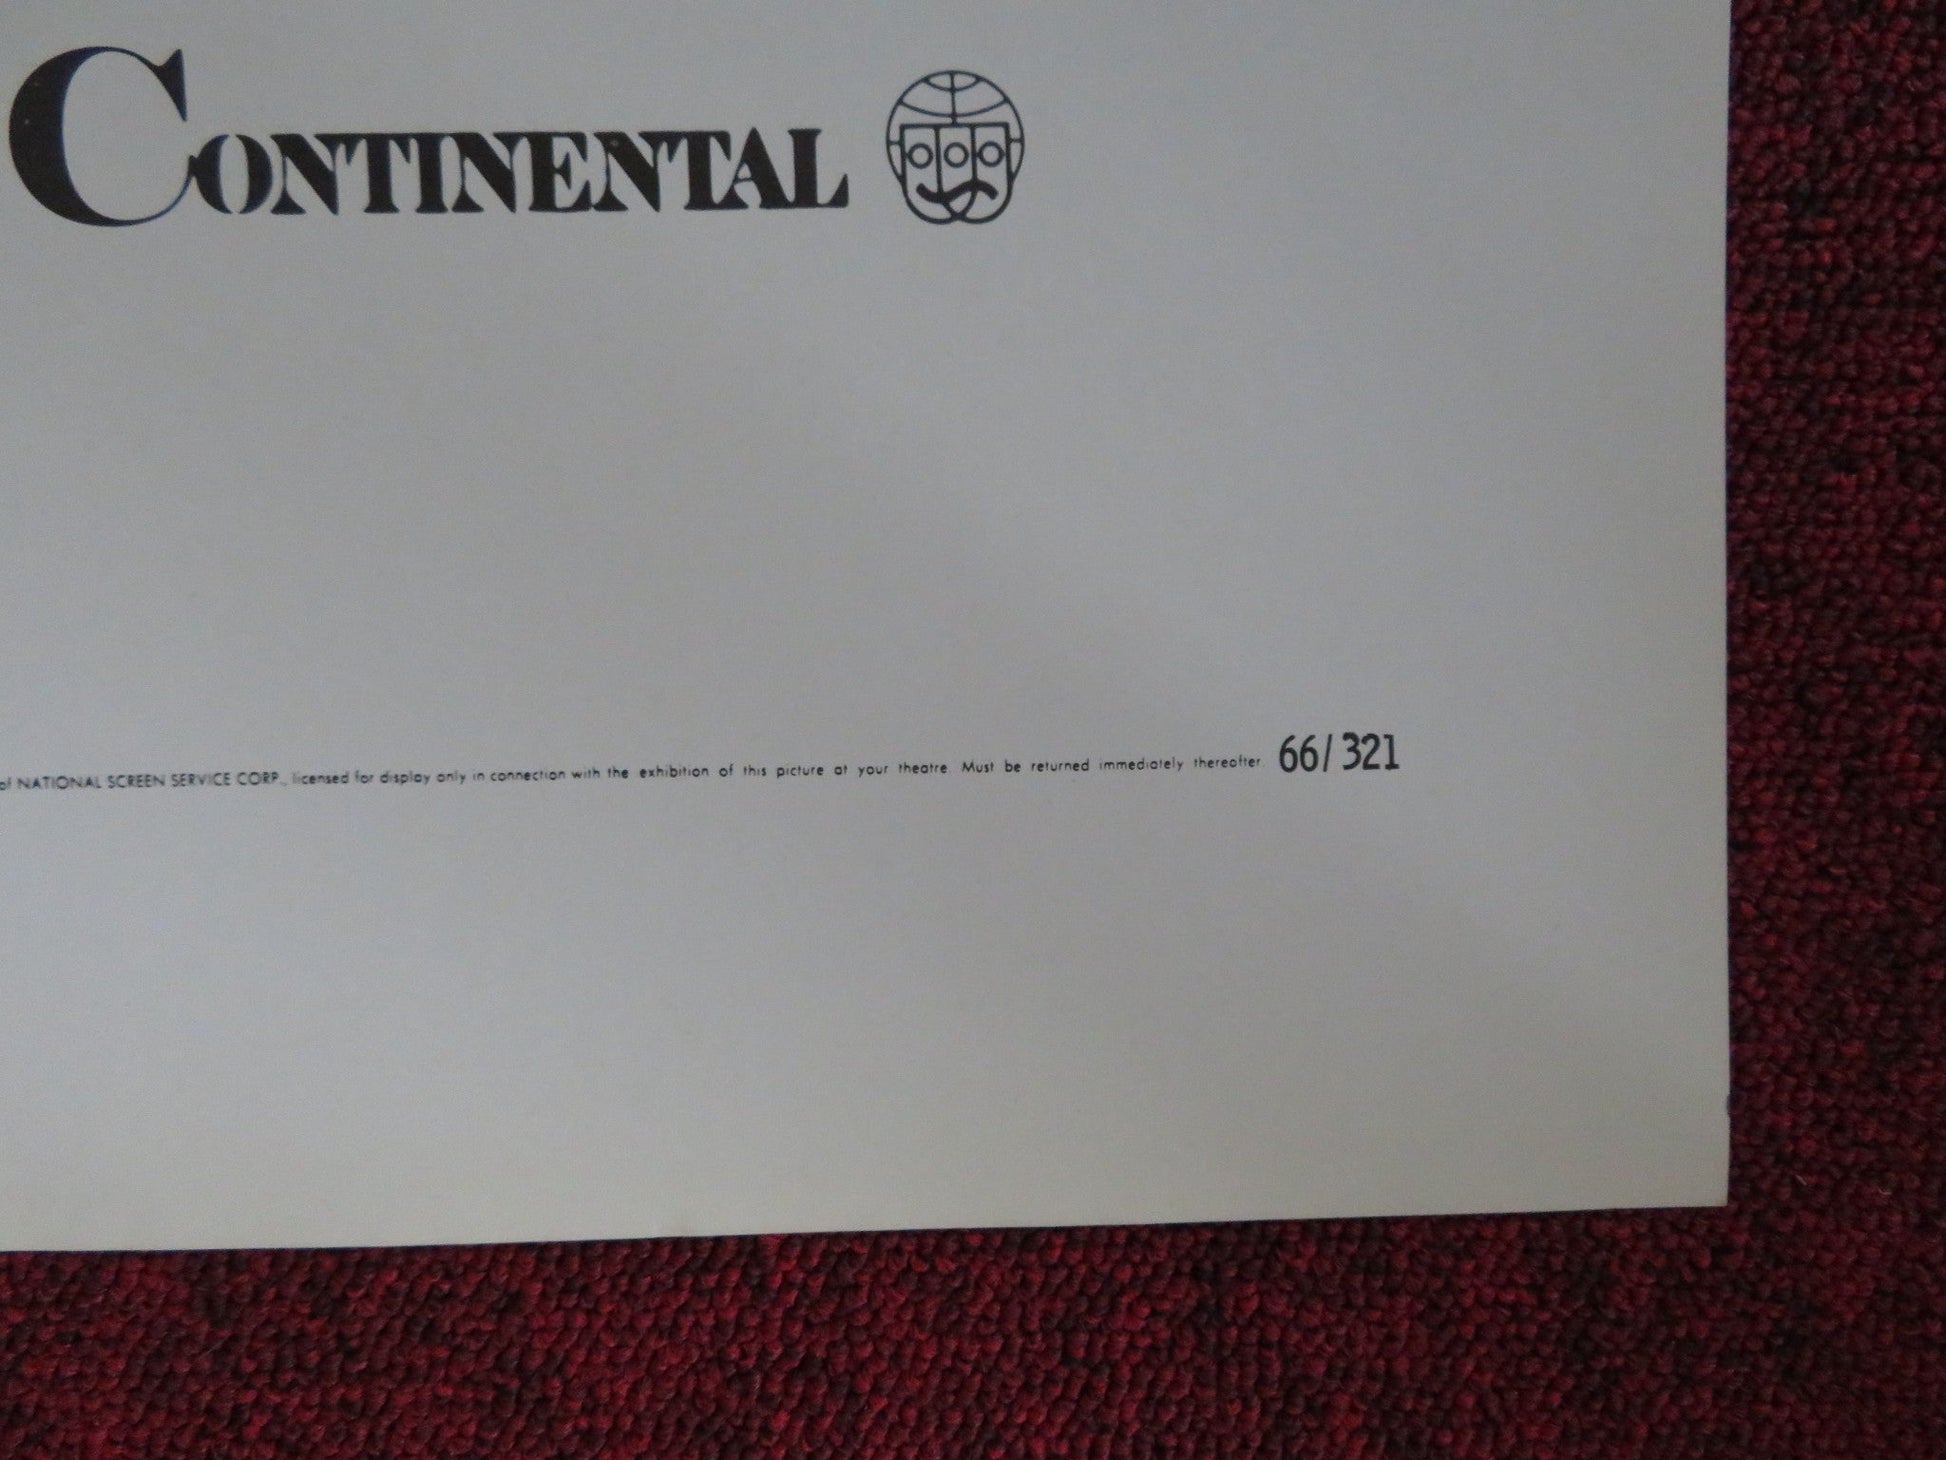 CONTINENTAL
of NATIONAL SCREEN SERVICE CORP., licensed for display only in connection with the exhibition of this picture at your theatre. Must be returned immediately thereafter. 66/321